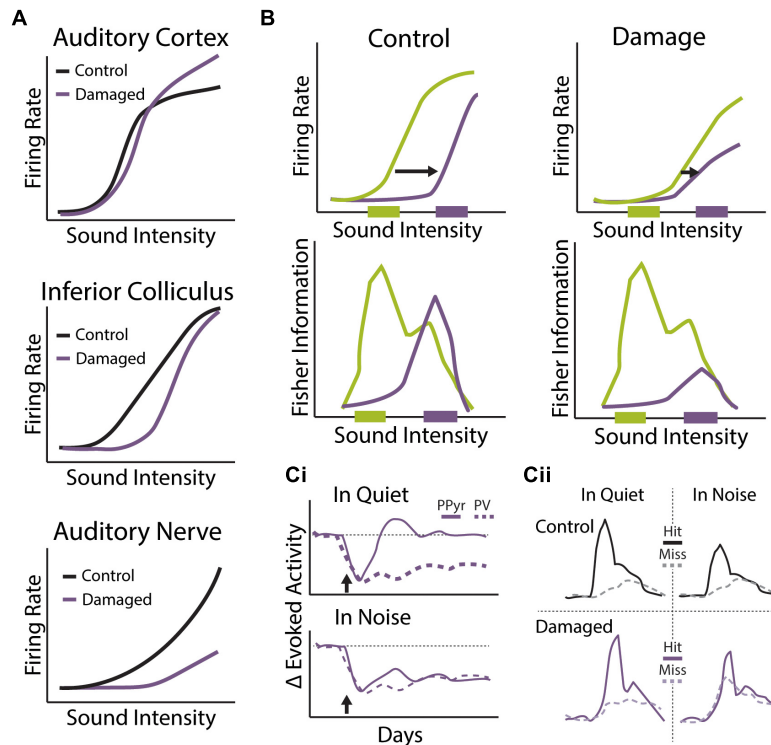 A
Auditory Cortex
Control
Damaged
Firing Rate
Sound Intensity
Inferior Colliculus
Control
Damaged
Firing Rate
Sound Intensity
Auditory Nerve
Control
Damaged
Firing Rate
Sound Intensity
B
Control
Damage
Firing Rate
Sound Intensity
Firing Rate
Sound Intensity
Fisher Information
Sound Intensity
Fisher Information
Sound Intensity
Ci
In Quiet
PPyr PV
In Noise
Δ Evoked Activity
Days
Cii
In Quiet In Noise
Control
Hit
Miss
Damaged
Hit
Miss